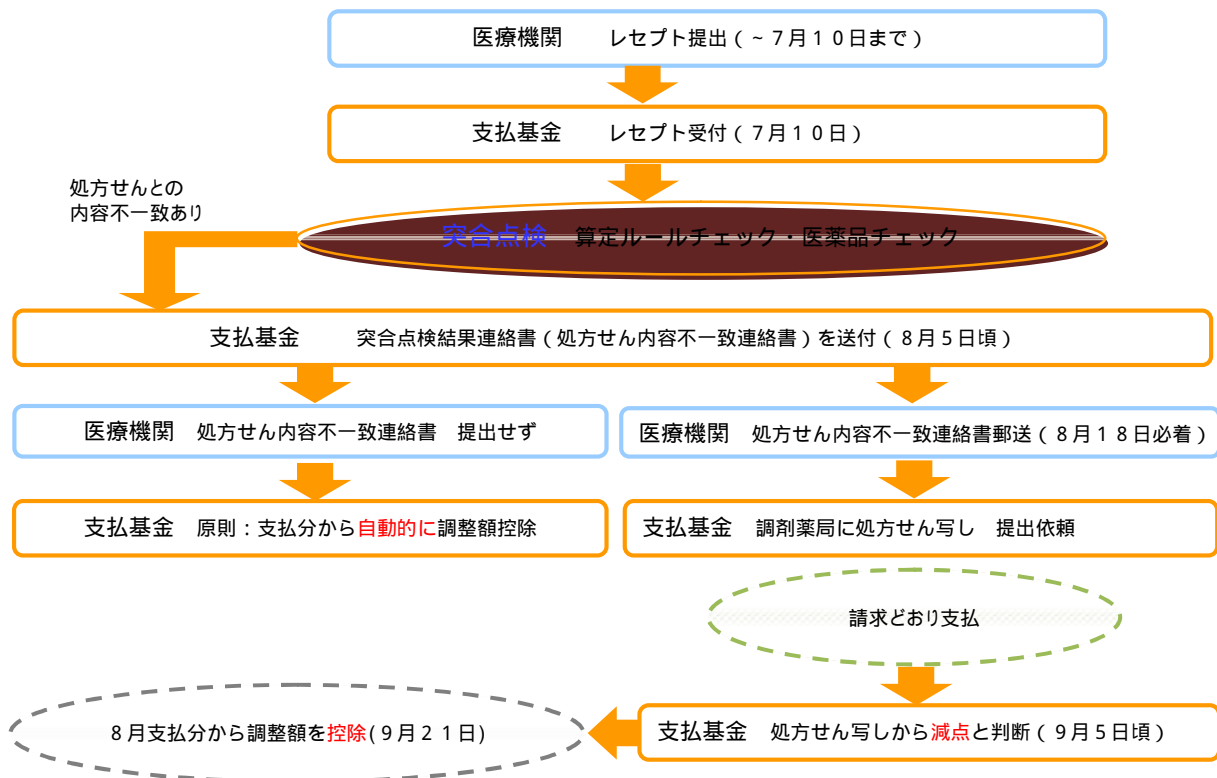 医療機関　レセプト提出（～７月１０日まで）
支払基金　レセプト受付（７月１０日）
処方せんとの
内容不一致あり
突合点検　算定ルールチェック・医薬品チェック
支払基金　突合点検結果連絡書（処方せん内容不一致連絡書）を送付（８月５日頃）
医療機関　処方せん内容不一致連絡書　提出せず
医療機関　処方せん内容不一致連絡書郵送（８月１８日必着）
支払基金　原則：支払分から自動的に調整額控除
支払基金　調剤薬局に処方せん写し　提出依頼
請求どおり支払
8月支払分から調整額を控除(９月２１日)
支払基金　処方せん写しから減点と判断（９月５日頃）